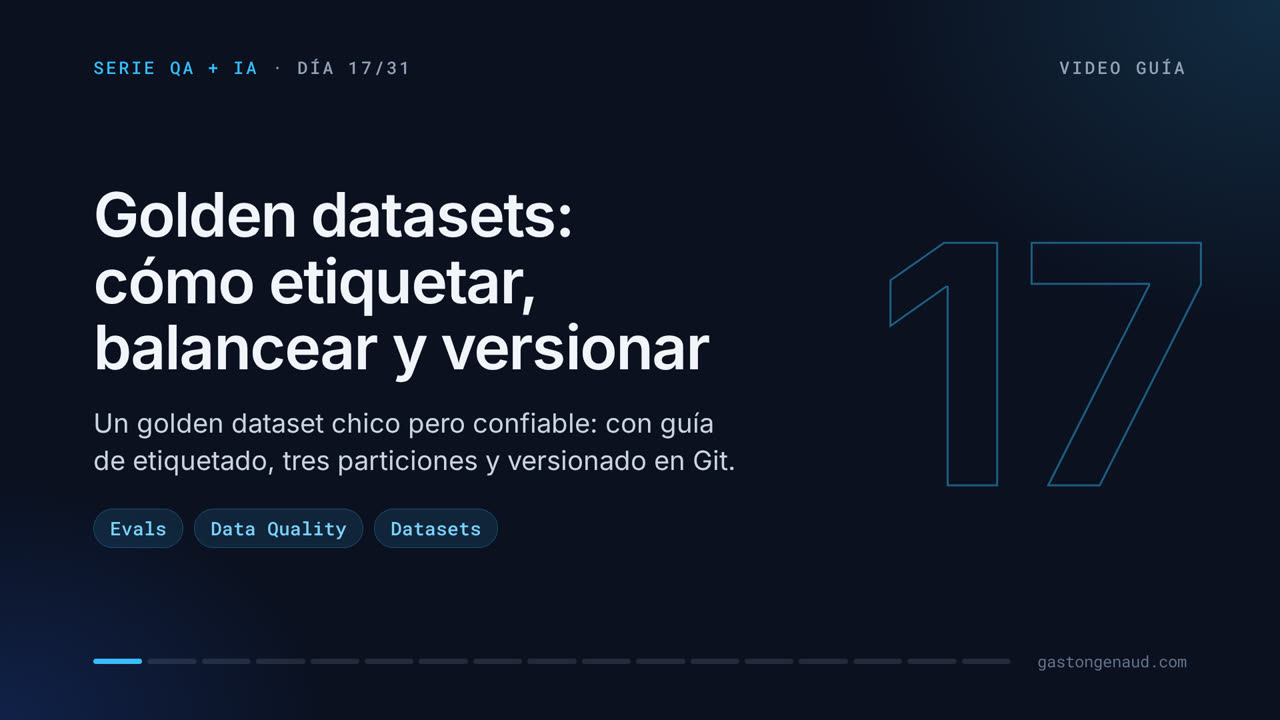 SERIE QA + IA · DÍA 17/31
VIDEO GUÍA
Golden datasets:
cómo etiquetar,
balancear y versionar
17
Un golden dataset chico pero confiable: con guía
de etiquetado, tres particiones y versionado en Git.
Evals
Data Quality
Datasets
gastongenaud.com